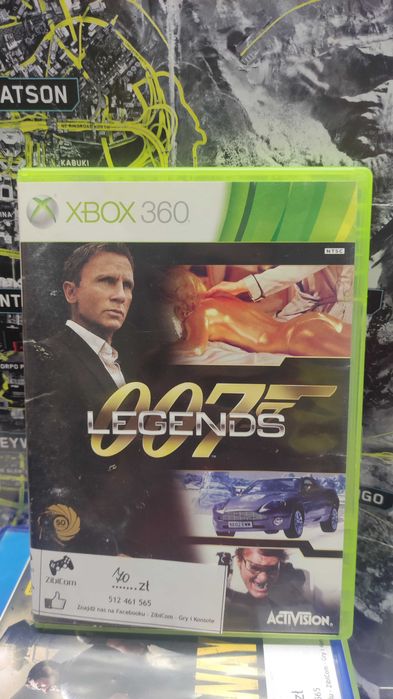 ATSON
KABUKI
XBOX 360
NTSC
007
LEGENDS
50
ZibiCom
70
.......zł
512 461 565
Znajdź nas na Facebooku : ZibiCom - Gry i Konsole
ACTIVISION